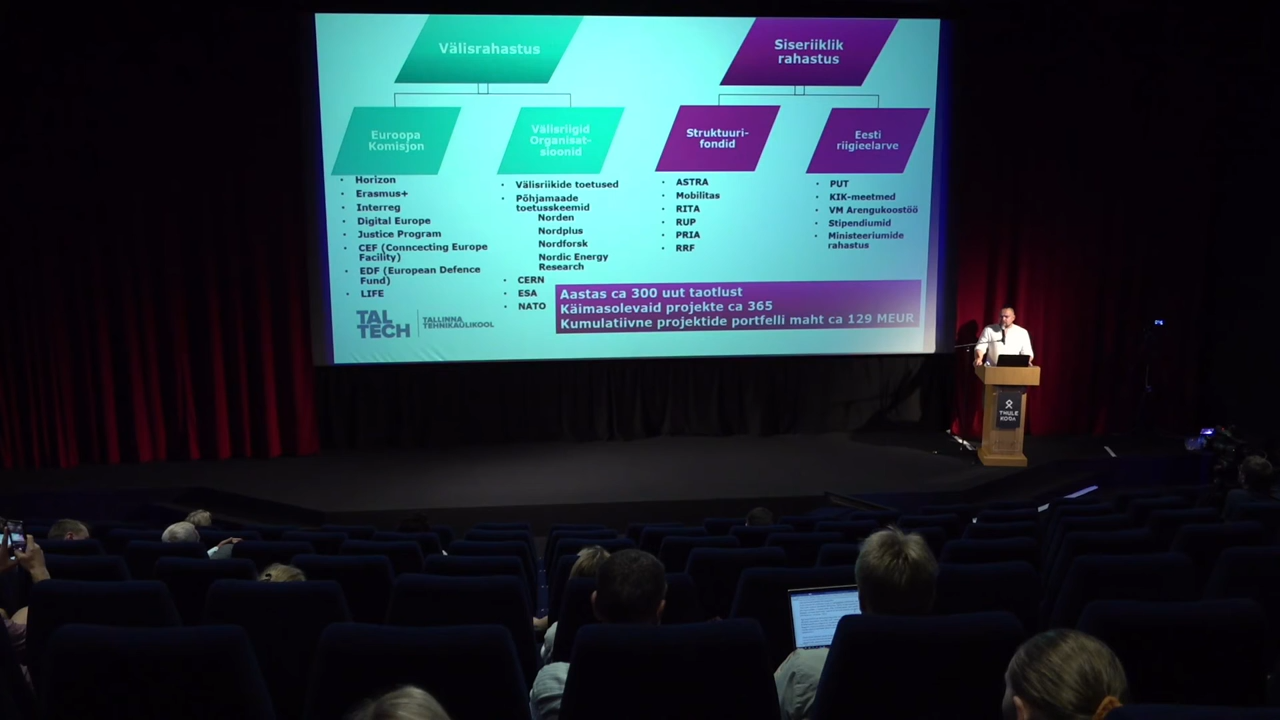 Välisrahastus
Siseriiklik
rahastus
Euroopa
Komisjon
Välisriigid
Organisat-
sioonid
Struktuuri-
fondid
Eesti
riigieelarve
Horizon
Erasmus+
Interreg
Digital Europe
Justice Program
CEF (Conncecting Europe
Facility)
EDF (European Defence
Fund)
LIFE
Välisriikide toetused
Põhjamaade
toetusskeemid
Norden
Nordplus
Nordforsk
Nordic Energy
Research
CERN
ESA
NATO
ASTRA
Mobilitas
RITA
RUP
PRIA
RRF
PUT
KIK-meetmed
VM Arengukoostöö
Stipendiumid
Ministeeriumide
rahastus
Aastas ca 300 uut taotlust
Käimasolevaid projekte ca 365
Kumulatiivne projektide portfelli maht ca 129 MEUR
TAL
TECH
TALLINNA
TEHNIKAÜLIKOOL
THULE
KODA